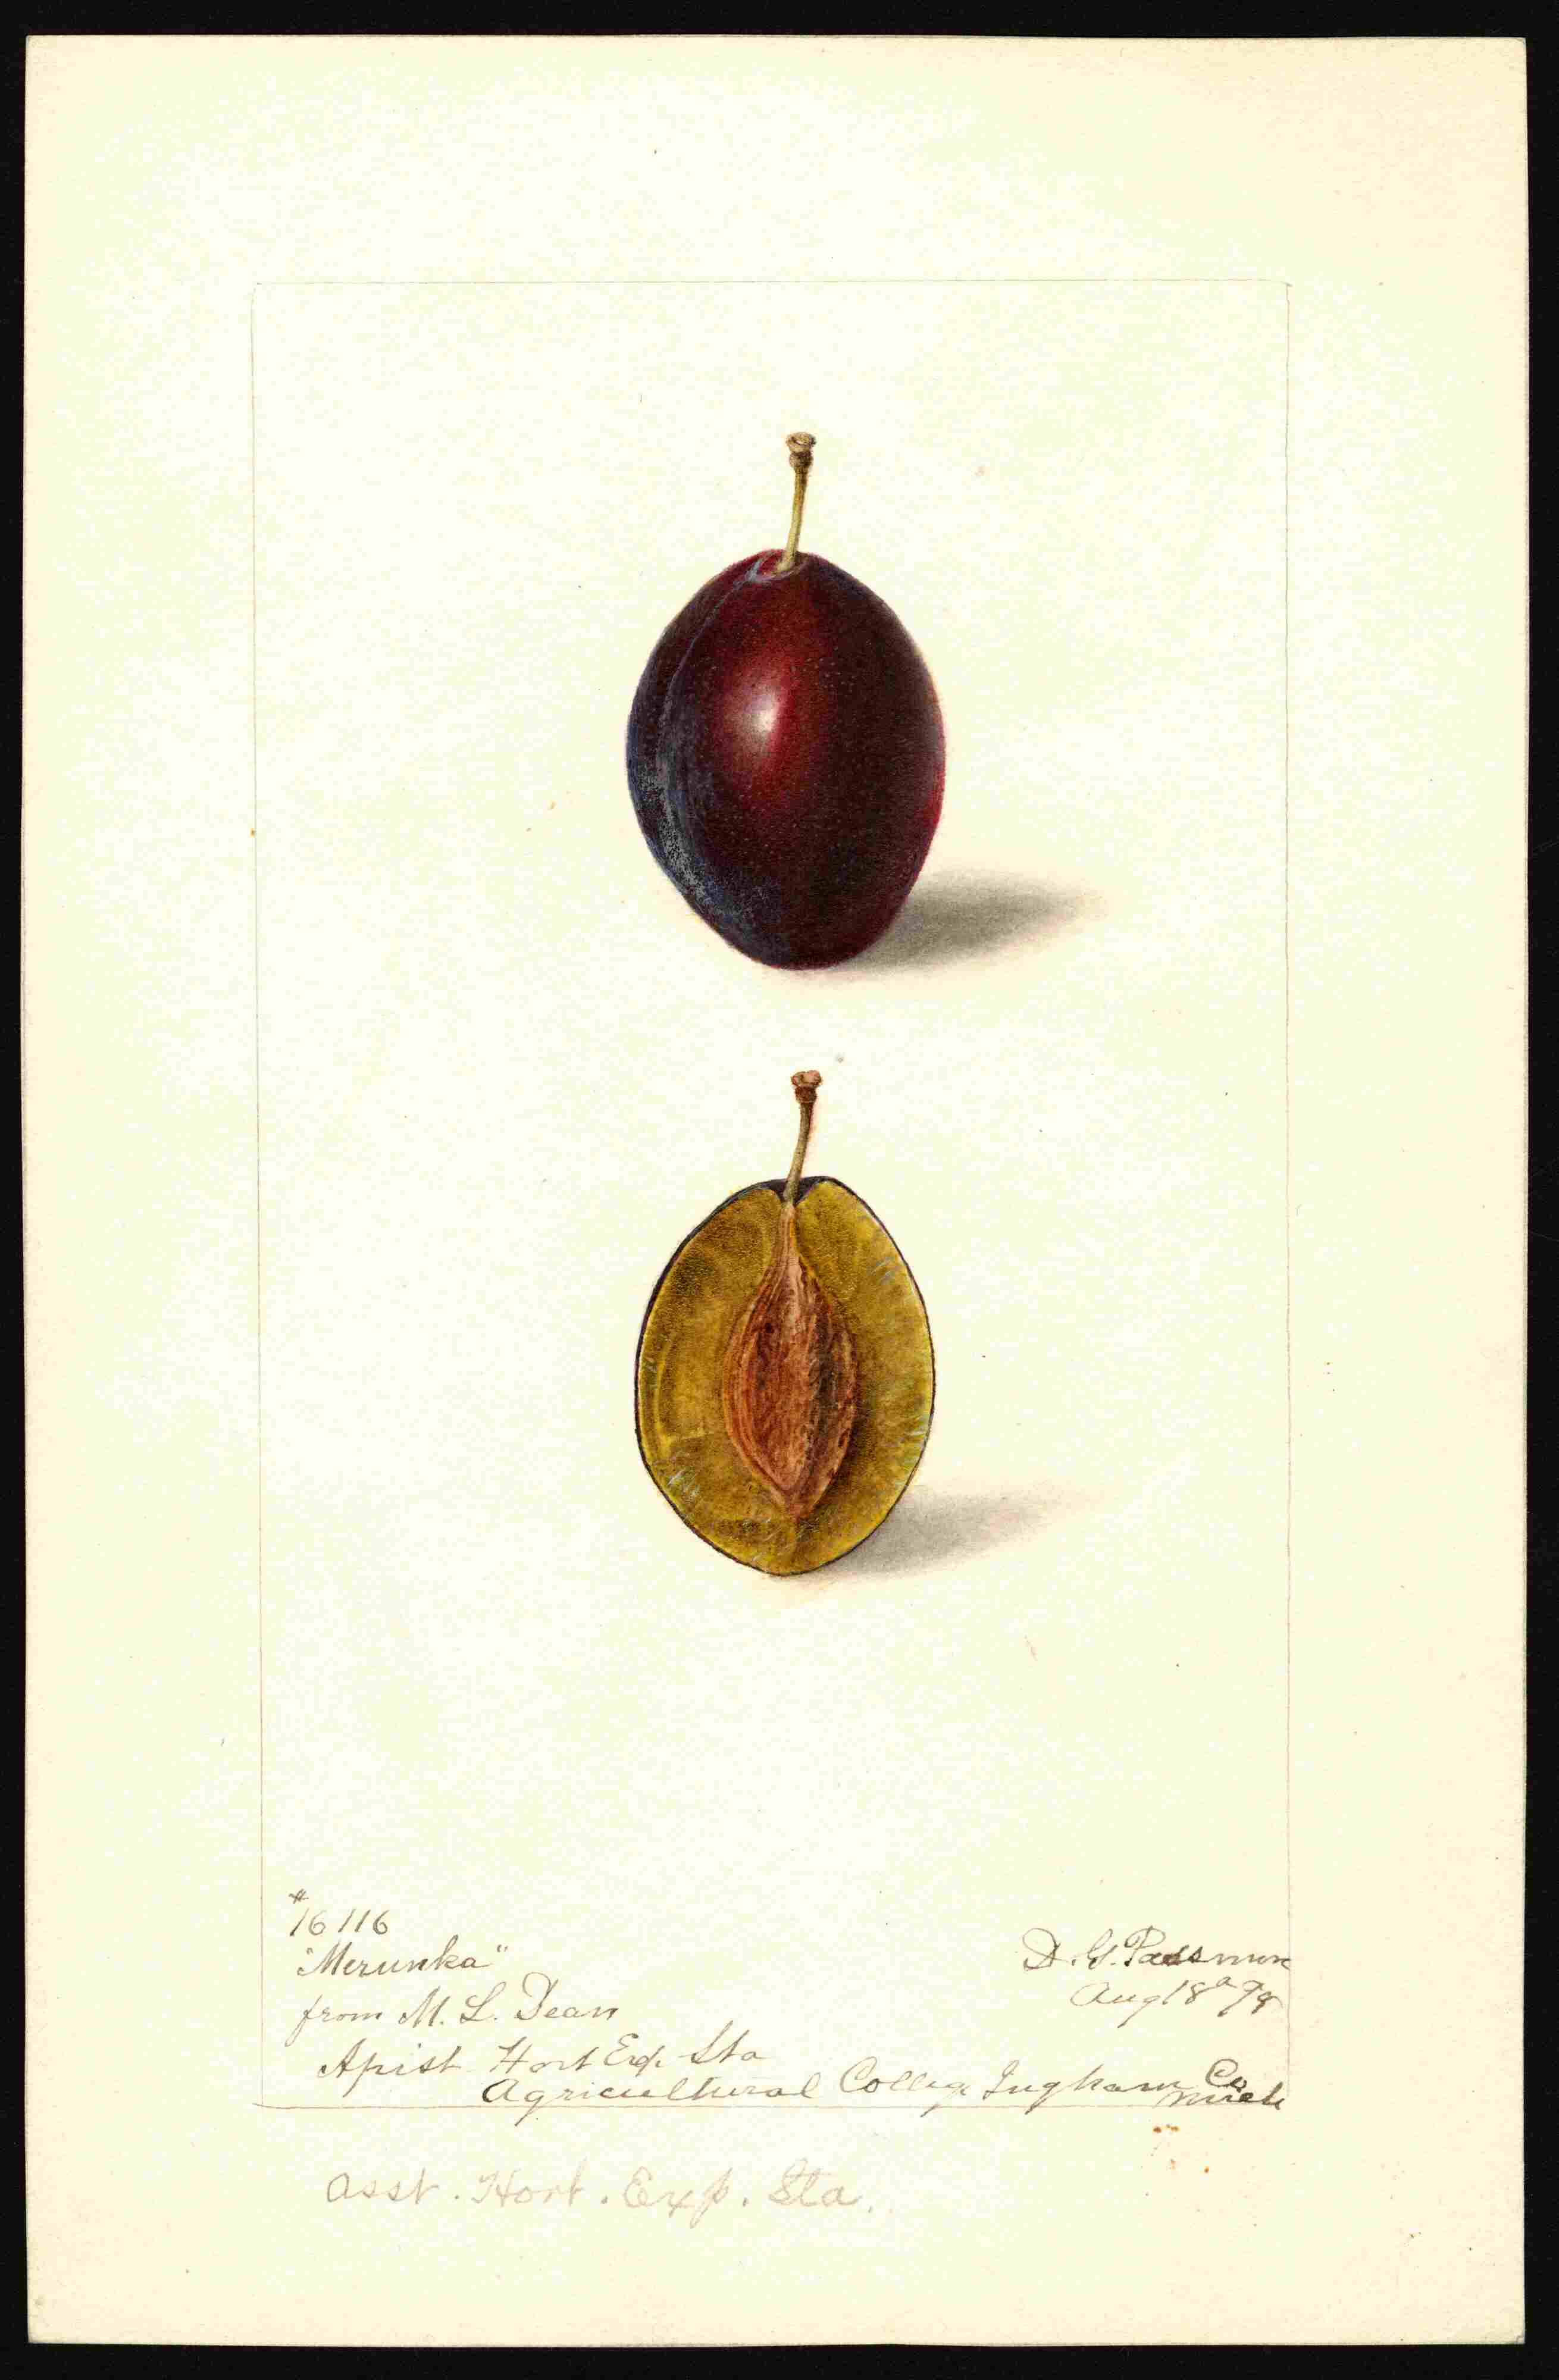 #16116
"Merunka"
from M. L. Dean
D. G. Passmore
Aug 18th 98
Apist Hort Exp. Sta
Agricultural College Ingham Co
Mich
Asst. Hort. Exp. Sta.